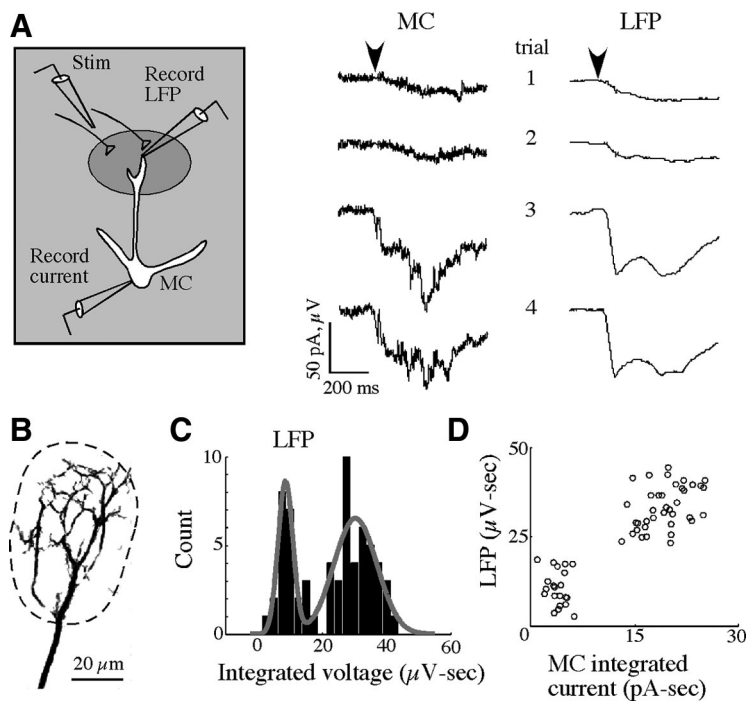 A
Stim
Record
LFP
Record
current
MC
MC
trial
LFP
1
2
3
4
50 pA, µV
200 ms
B
20 µm
C
LFP
Count
10
5
0
0
20
40
60
Integrated voltage (µV-sec)
D
LFP (µV-sec)
50
25
0
0
15
30
MC integrated
current (pA-sec)